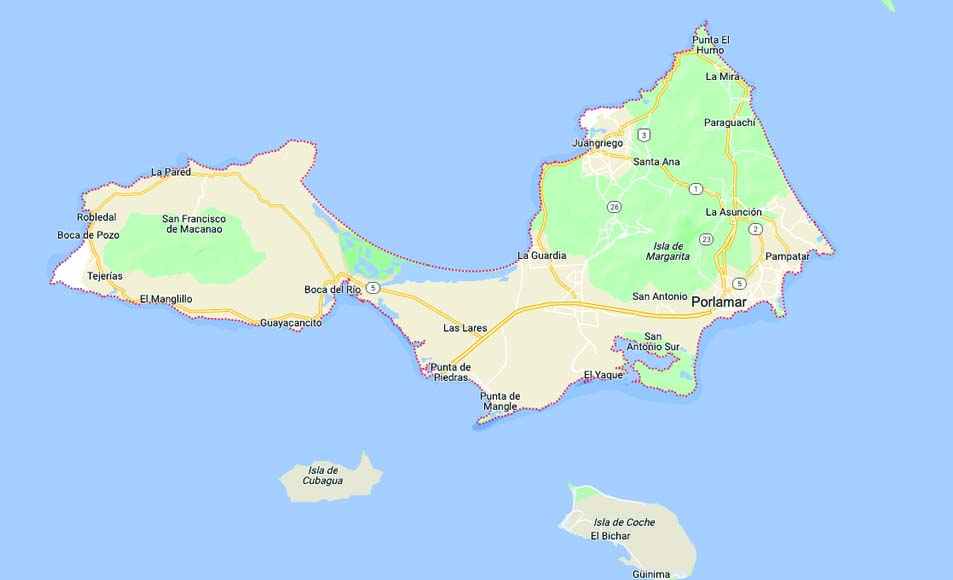 Punta El
Humo
La Mira
Paraguachí
Juangriego
3
Santa Ana
La Pared
1
26
Robledal
San Francisco
de Macanao
La Asunción
2
Boca de Pozo
23
Isla de
Margarita
La Guardia
Pampatar
Tejerías
5
Boca del Río
5
El Manglillo
San Antonio
Porlamar
Guayacancito
Las Lares
San
Antonio Sur
Punta de
Piedras
El Yaque
Punta de
Mangle
Isla de
Cubagua
Isla de Coche
El Bichar
Güinima